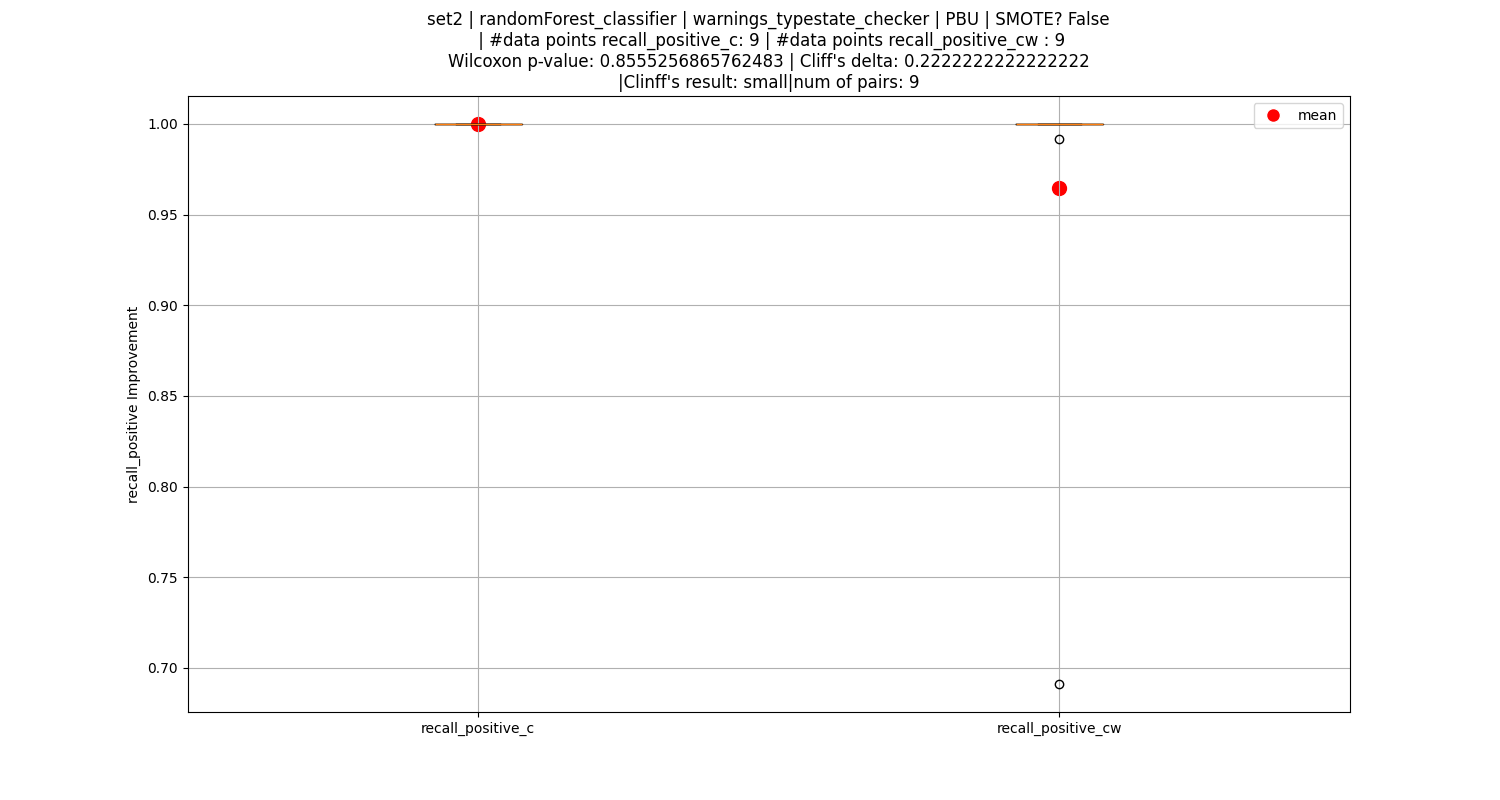 set2 | randomForest_classifier | warnings_typestate_checker | PBU | SMOTE? False
| #data points recall_positive_c: 9 | #data points recall_positive_cw : 9
Wilcoxon p-value: 0.8555256865762483 | Cliff's delta: 0.2222222222222222
|Clinff's result: small|num of pairs: 9
mean
1.00
0.95
0.90
0.85
0.80
0.75
0.70
recall_positive Improvement
recall_positive_c
recall_positive_cw